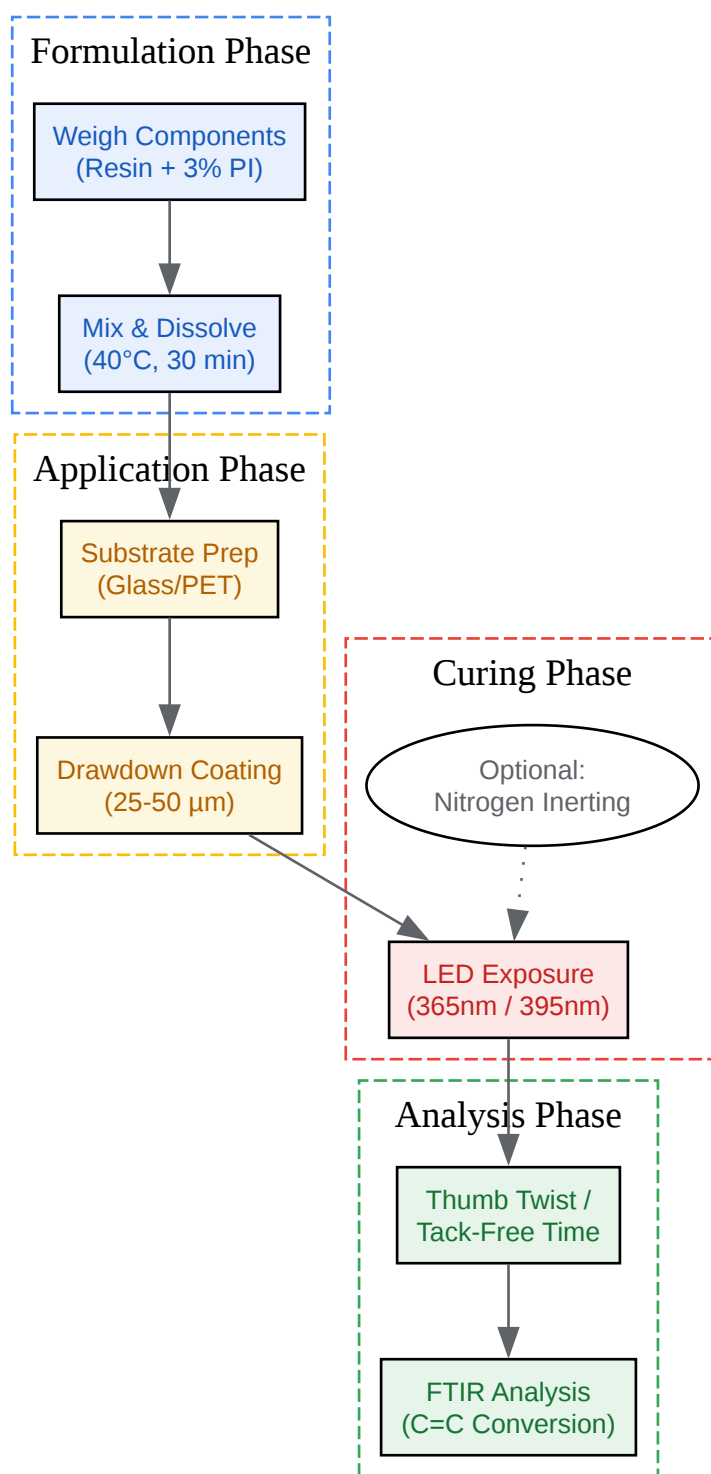 Formulation Phase
Weigh Components
(Resin + 3% PI)
Mix & Dissolve
(40°C, 30 min)
Application Phase
Substrate Prep
(Glass/PET)
Drawdown Coating
(25-50 µm)
Curing Phase
Optional:
Nitrogen Inerting
LED Exposure
(365nm / 395nm)
Analysis Phase
Thumb Twist /
Tack-Free Time
FTIR Analysis
(C=C Conversion)